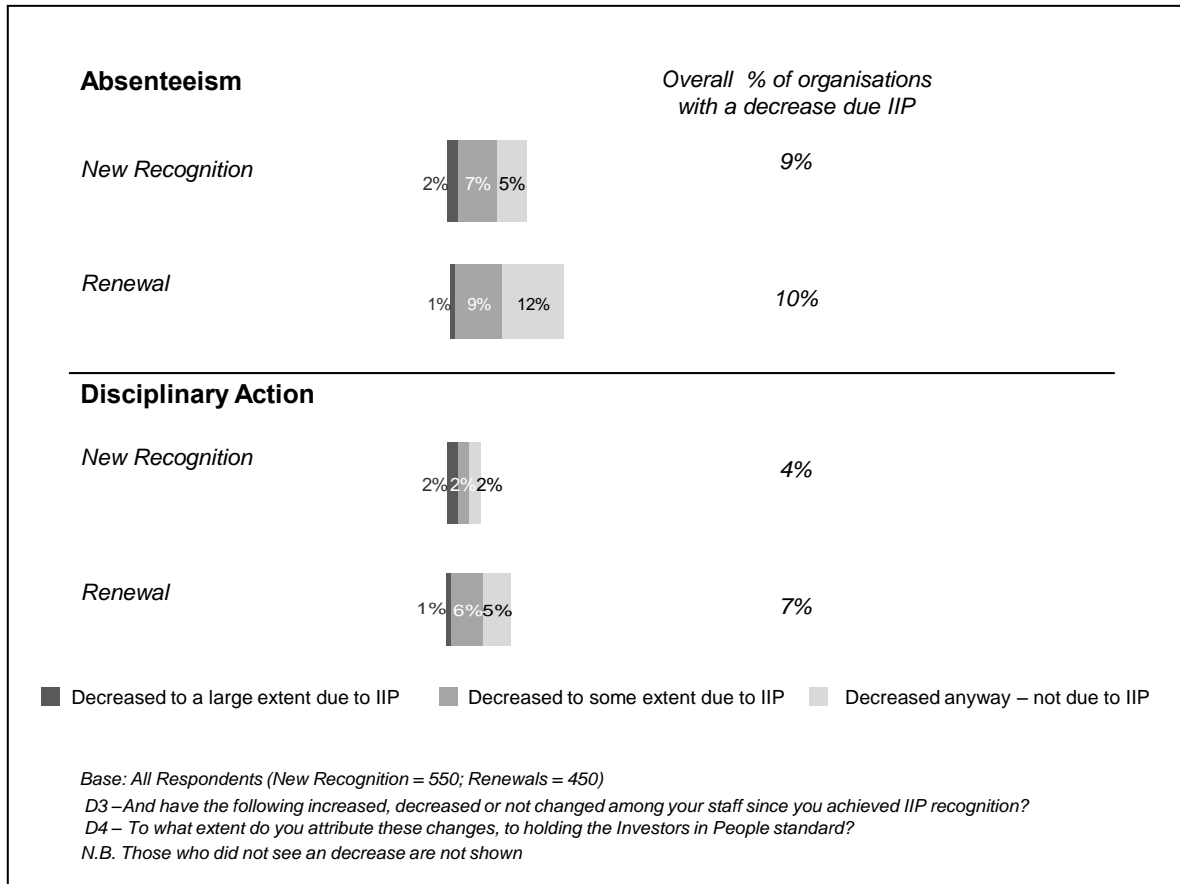 Absenteeism
Overall % of organisations
with a decrease due IIP
New Recognition
2% 7% 5%
9%
Renewal
1% 9% 12%
10%
Disciplinary Action
New Recognition
2% 2% 2%
4%
Renewal
1% 6% 5%
7%
Decreased to a large extent due to IIP Decreased to some extent due to IIP Decreased anyway – not due to IIP
Base: All Respondents (New Recognition = 550; Renewals = 450)
D3 –And have the following increased, decreased or not changed among your staff since you achieved IIP recognition?
D4 – To what extent do you attribute these changes, to holding the Investors in People standard?
N.B. Those who did not see an decrease are not shown